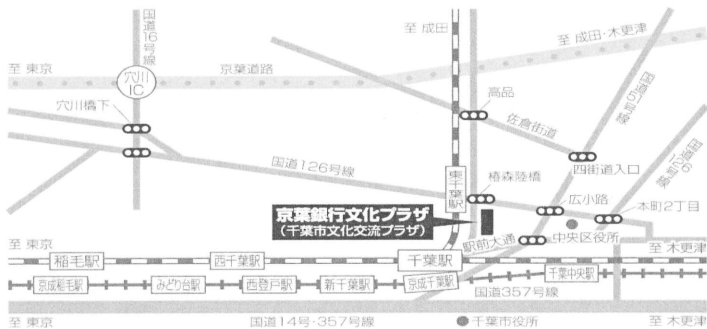 国道16号線
至 成田
至 成田・木更津
至 東京
京葉道路
穴川
IC
国道51号線
高品
穴川橋下
佐倉街道
国道126号線
東千葉駅
四街道入口
椿森陸橋
広小路
本町2丁目
京葉銀行文化プラザ
(千葉市文化交流プラザ)
駅前大通
中央区役所
至 東京
至 木更津
稲毛駅
西千葉駅
千葉駅
京成稲毛駅
みどり台駅
西登戸駅
新千葉駅
京成千葉駅
千葉中央駅
国道357号線
至 東京
国道14号・357号線
千葉市役所
至 木更津